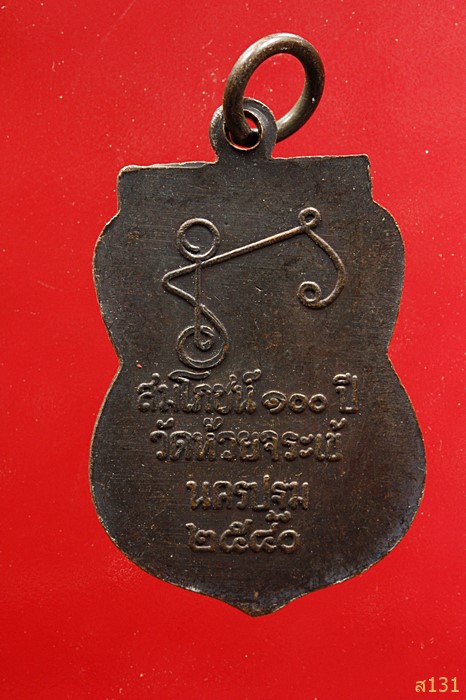 สมโภชน์ ๑๐๐ ปี
วัดห้วยจระเข้
นครปฐม
๒๕๔๐
ส131